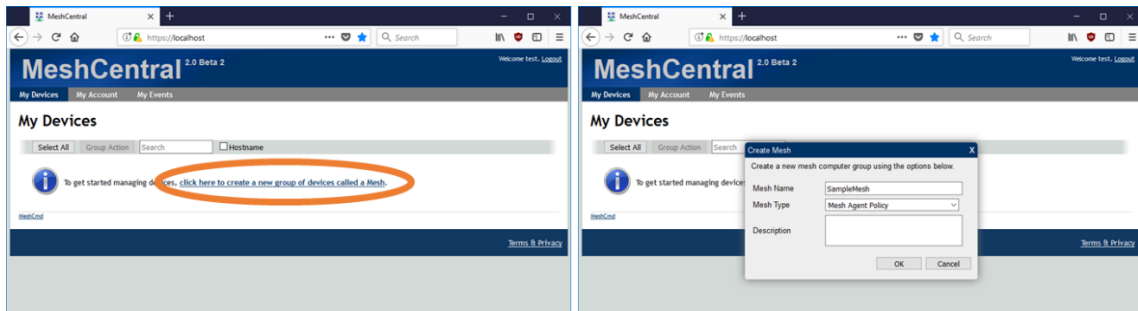 MeshCentral
https://localhost
Search
MeshCentral 2.0 Beta 2
Welcome test. Logout
My Devices My Account My Events
My Devices
Select All Group Action Search Hostname
To get started managing devices, click here to create a new group of devices called a Mesh.
MeshCmd
Terms & Privacy
MeshCentral
https://localhost
Search
MeshCentral 2.0 Beta 2
Welcome test. Logout
My Devices My Account My Events
My Devices
Select All Group Action Search
To get started managing device
MeshCmd
Create Mesh X
Create a new mesh computer group using the options below.
Mesh Name SampleMesh
Mesh Type Mesh Agent Policy
Description
OK Cancel
Terms & Privacy